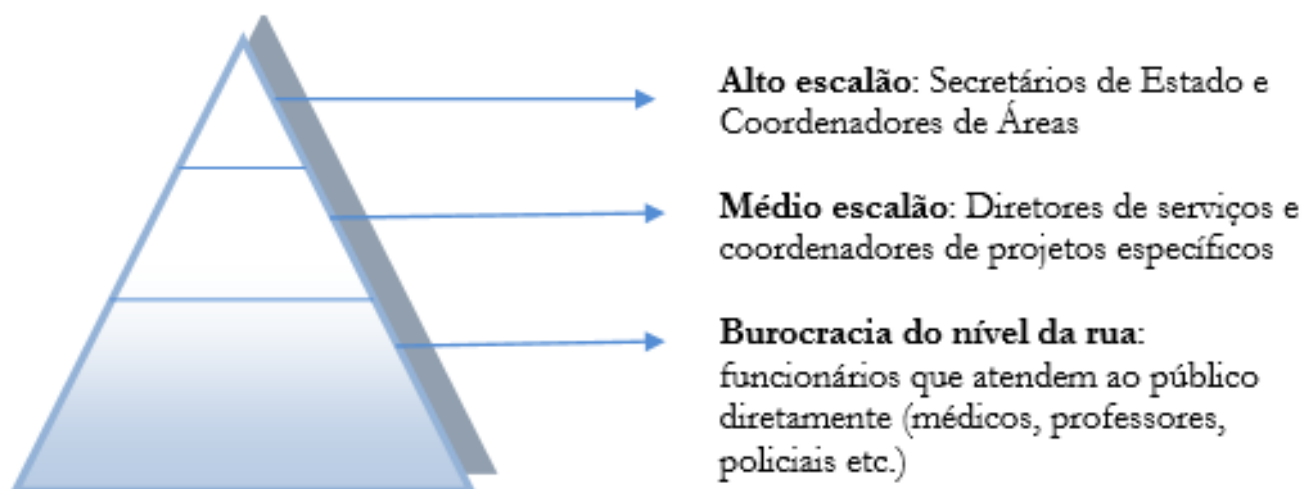 Alto escalão: Secretários de Estado e
Coordenadores de Áreas
Médio escalão: Diretores de serviços e
coordenadores de projetos específicos
Burocracia do nível da rua:
funcionários que atendem ao público
diretamente (médicos, professores,
policiais etc.)